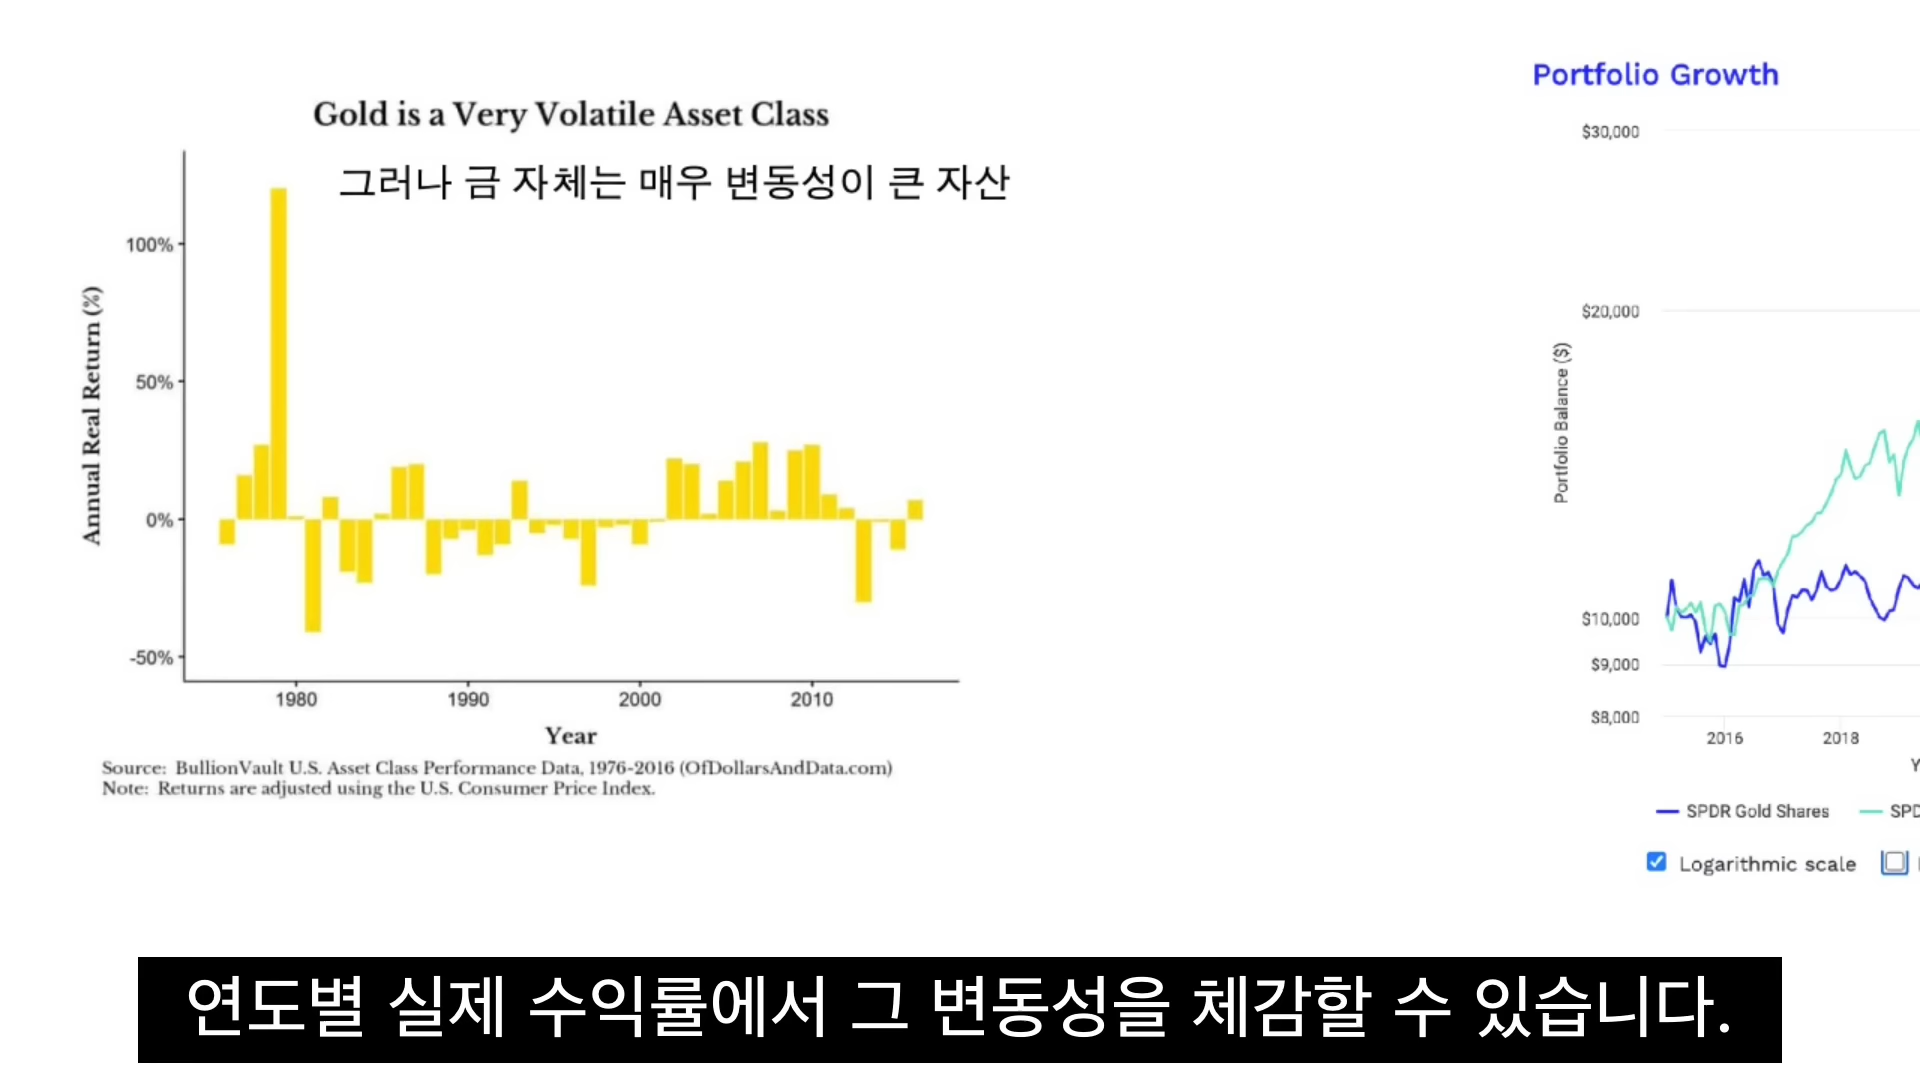 Gold is a Very Volatile Asset Class
그러나 금 자체는 매우 변동성이 큰 자산
Annual Real Return (%)
100%
50%
0%
-50%
1980
1990
2000
2010
Year
Source: BullionVault U.S. Asset Class Performance Data, 1976-2016 (OfDollarsAndData.com)
Note: Returns are adjusted using the U.S. Consumer Price Index.
Portfolio Growth
Portfolio Balance ($)
$30,000
$20,000
$10,000
$9,000
$8,000
2016
2018
SPDR Gold Shares
Logarithmic scale
연도별 실제 수익률에서 그 변동성을 체감할 수 있습니다.